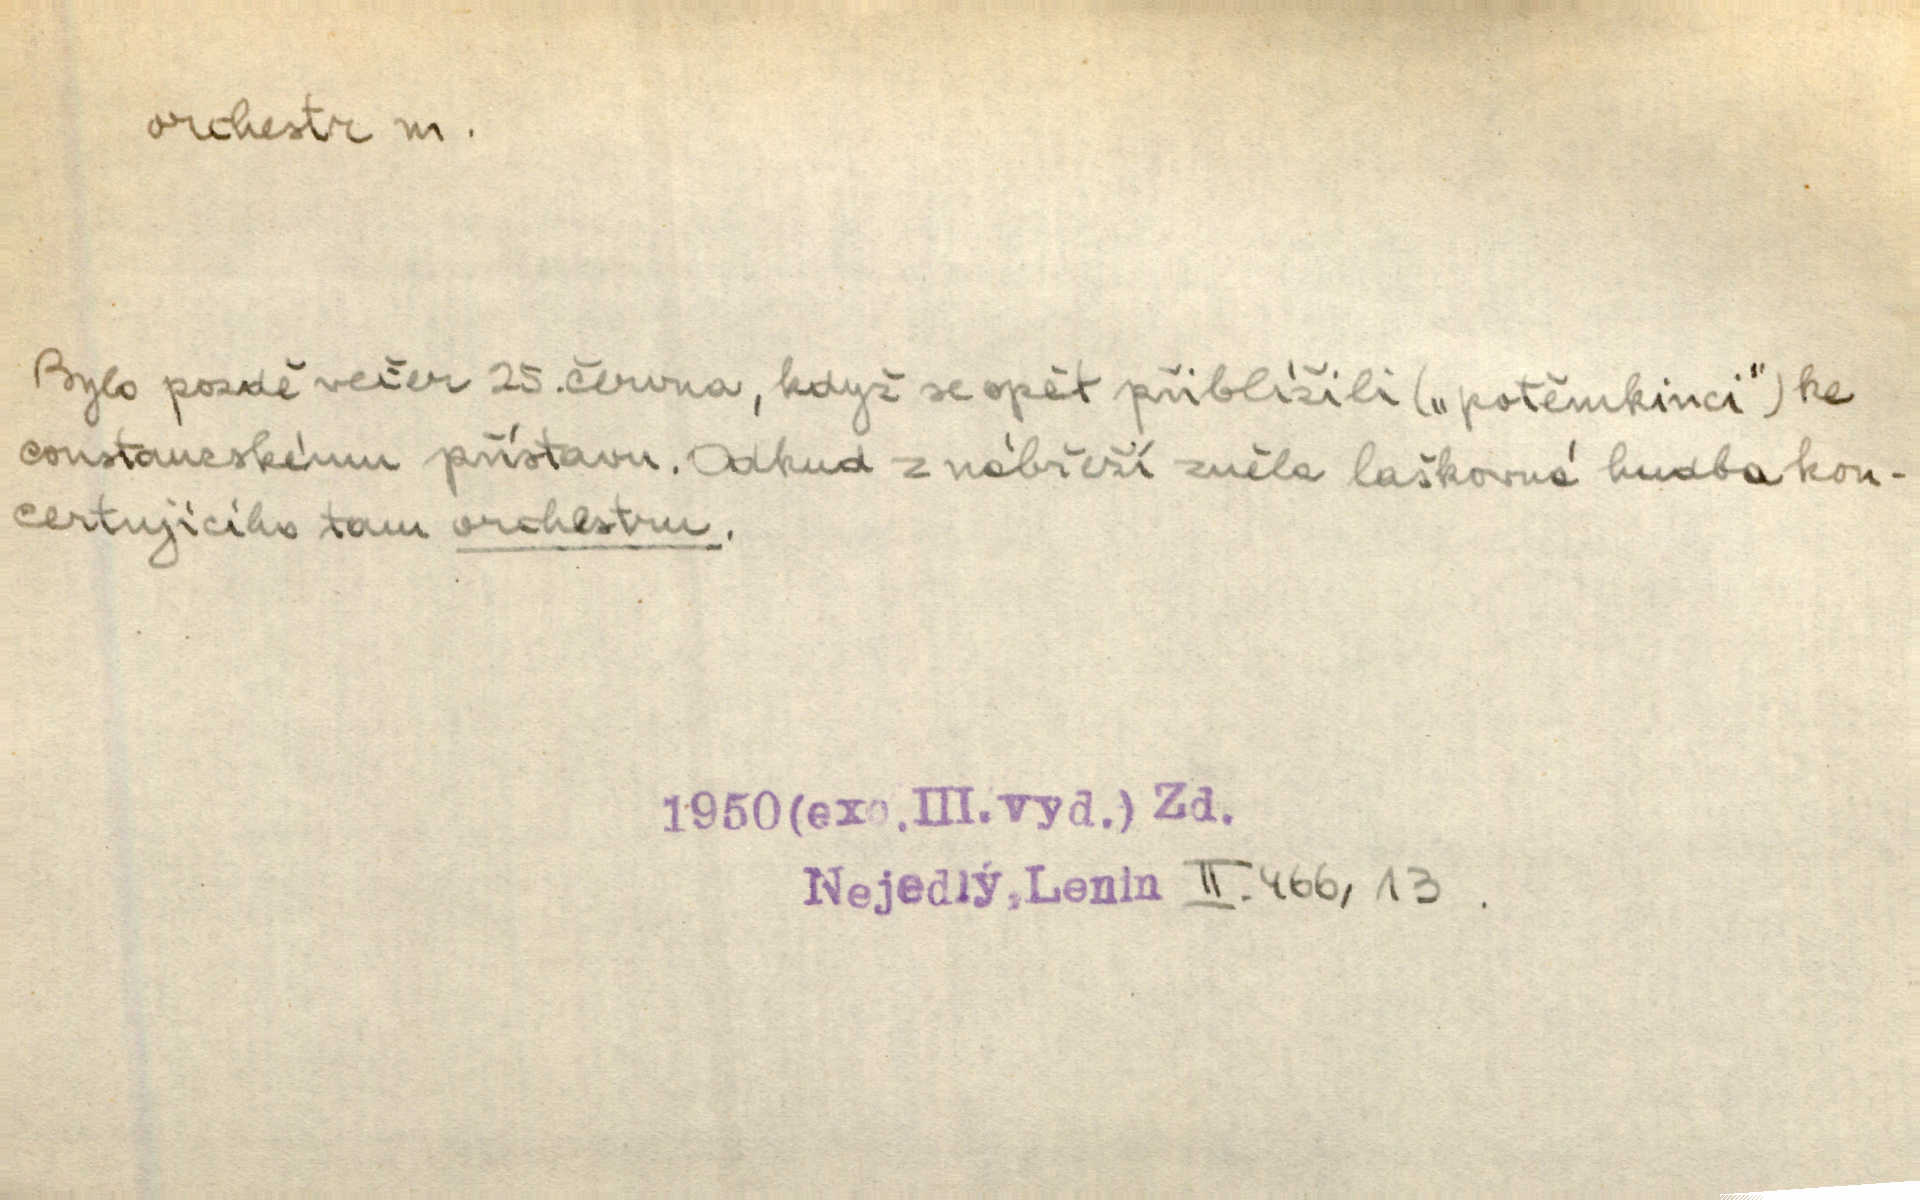 orchestr m.
Bylo pozdě večer 25. června, když se opět přiblížili („potěmkinci") ke
constanzskému přístavu. Odkud z nábřeží zněla laškovná hudba kon-
certujícího tam orchestru.
1950(exc.III.vyd.) Zd.
Nejedlý, Lenin II. 466, 13.